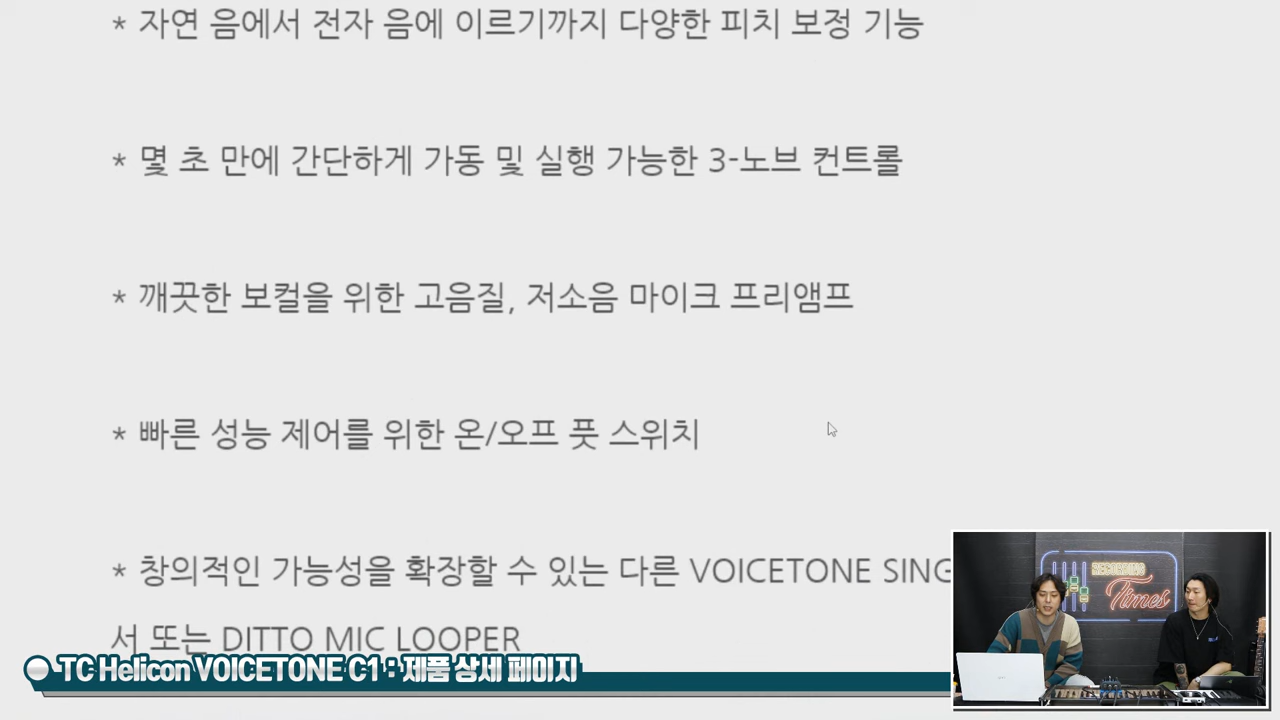 * 자연 음에서 전자 음에 이르기까지 다양한 피치 보정 기능
* 몇 초 만에 간단하게 가동 및 실행 가능한 3-노브 컨트롤
* 깨끗한 보컬을 위한 고음질, 저소음 마이크 프리앰프
* 빠른 성능 제어를 위한 온/오프 풋 스위치
* 창의적인 가능성을 확장할 수 있는 다른 VOICETONE SING
서 또는 DITTO MIC LOOPER
TC Helicon VOICETONE C1 : 제품 상세 페이지
Times